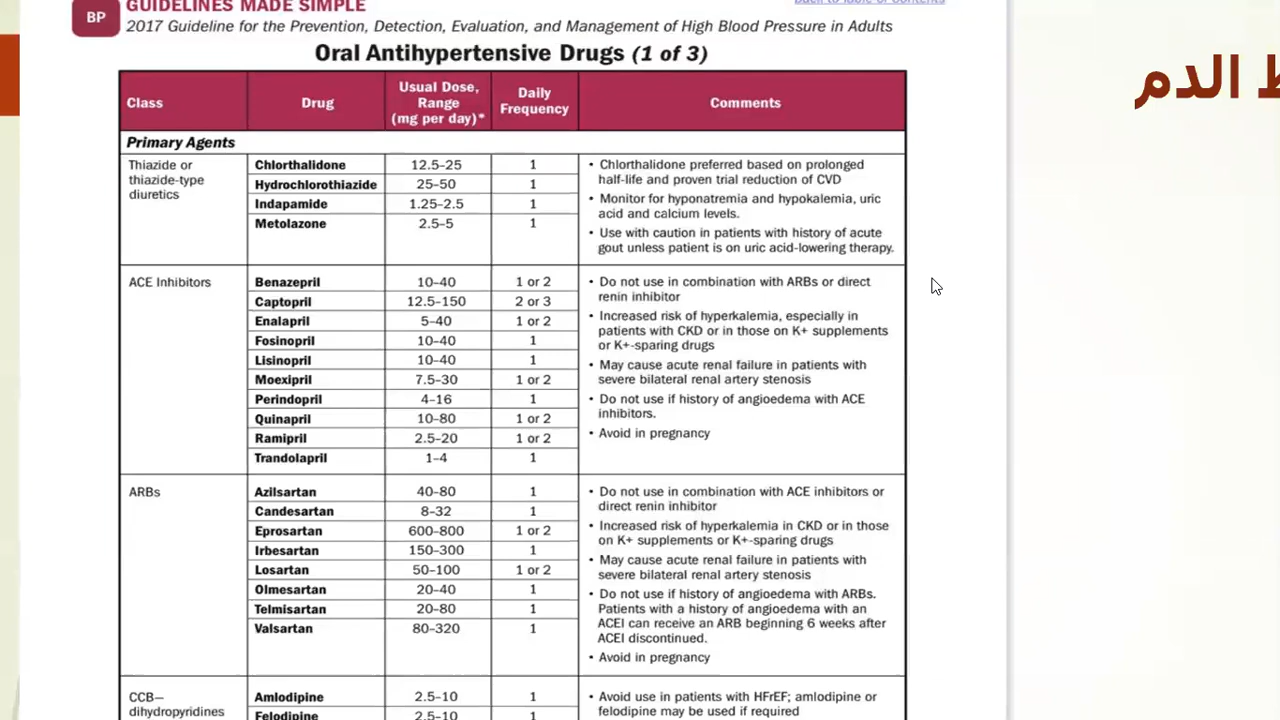 BP
GUIDELINES MADE SIMPLE
back to Table of Contents
2017 Guideline for the Prevention, Detection, Evaluation, and Management of High Blood Pressure in Adults
Oral Antihypertensive Drugs (1 of 3)
الدم
Class Drug Usual Dose, Range (mg per day)* Daily Frequency Comments
Primary Agents
Thiazide or
thiazide-type
diuretics
Chlorthalidone 12.5–25 1
Hydrochlorothiazide 25–50 1
Indapamide 1.25–2.5 1
Metolazone 2.5–5 1
• Chlorthalidone preferred based on prolonged
half-life and proven trial reduction of CVD
• Monitor for hyponatremia and hypokalemia, uric
acid and calcium levels.
• Use with caution in patients with history of acute
gout unless patient is on uric acid-lowering therapy.
ACE Inhibitors
Benazepril 10–40 1 or 2
Captopril 12.5–150 2 or 3
Enalapril 5–40 1 or 2
Fosinopril 10–40 1
Lisinopril 10–40 1
Moexipril 7.5–30 1 or 2
Perindopril 4–16 1
Quinapril 10–80 1 or 2
Ramipril 2.5–20 1 or 2
Trandolapril 1–4 1
• Do not use in combination with ARBs or direct
renin inhibitor
• Increased risk of hyperkalemia, especially in
patients with CKD or in those on K+ supplements
or K+-sparing drugs
• May cause acute renal failure in patients with
severe bilateral renal artery stenosis
• Do not use if history of angioedema with ACE
inhibitors.
• Avoid in pregnancy
ARBs
Azilsartan 40–80 1
Candesartan 8–32 1
Eprosartan 600–800 1 or 2
Irbesartan 150–300 1
Losartan 50–100 1 or 2
Olmesartan 20–40 1
Telmisartan 20–80 1
Valsartan 80–320 1
• Do not use in combination with ACE inhibitors or
direct renin inhibitor
• Increased risk of hyperkalemia in CKD or in those
on K+ supplements or K+-sparing drugs
• May cause acute renal failure in patients with
severe bilateral renal artery stenosis
• Do not use if history of angioedema with ARBs.
Patients with a history of angioedema with an
ACEI can receive an ARB beginning 6 weeks after
ACEI discontinued.
• Avoid in pregnancy
CCB—
dihydropyridines
Amlodipine 2.5–10 1
Felodipine 2.5–10 1
• Avoid use in patients with HFrEF; amlodipine or
felodipine may be used if required